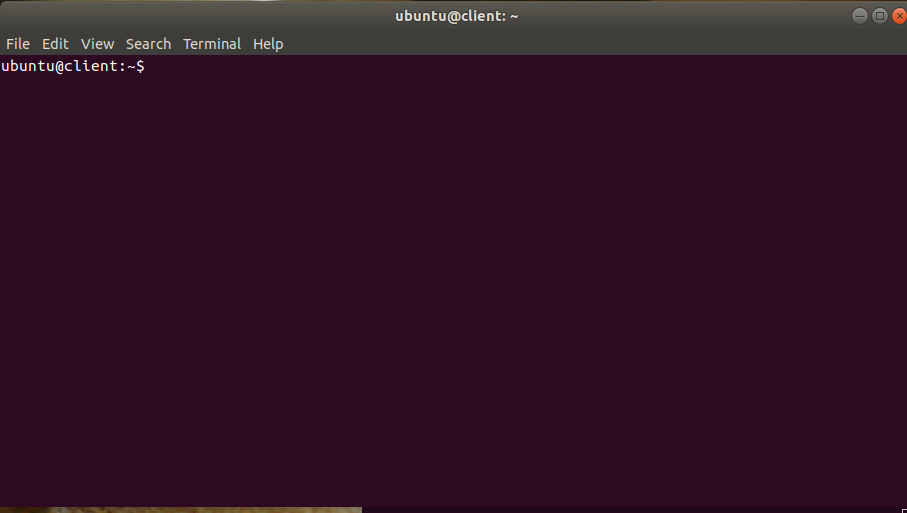 ubuntu@client: ~
File Edit View Search Terminal Help
ubuntu@client:~$